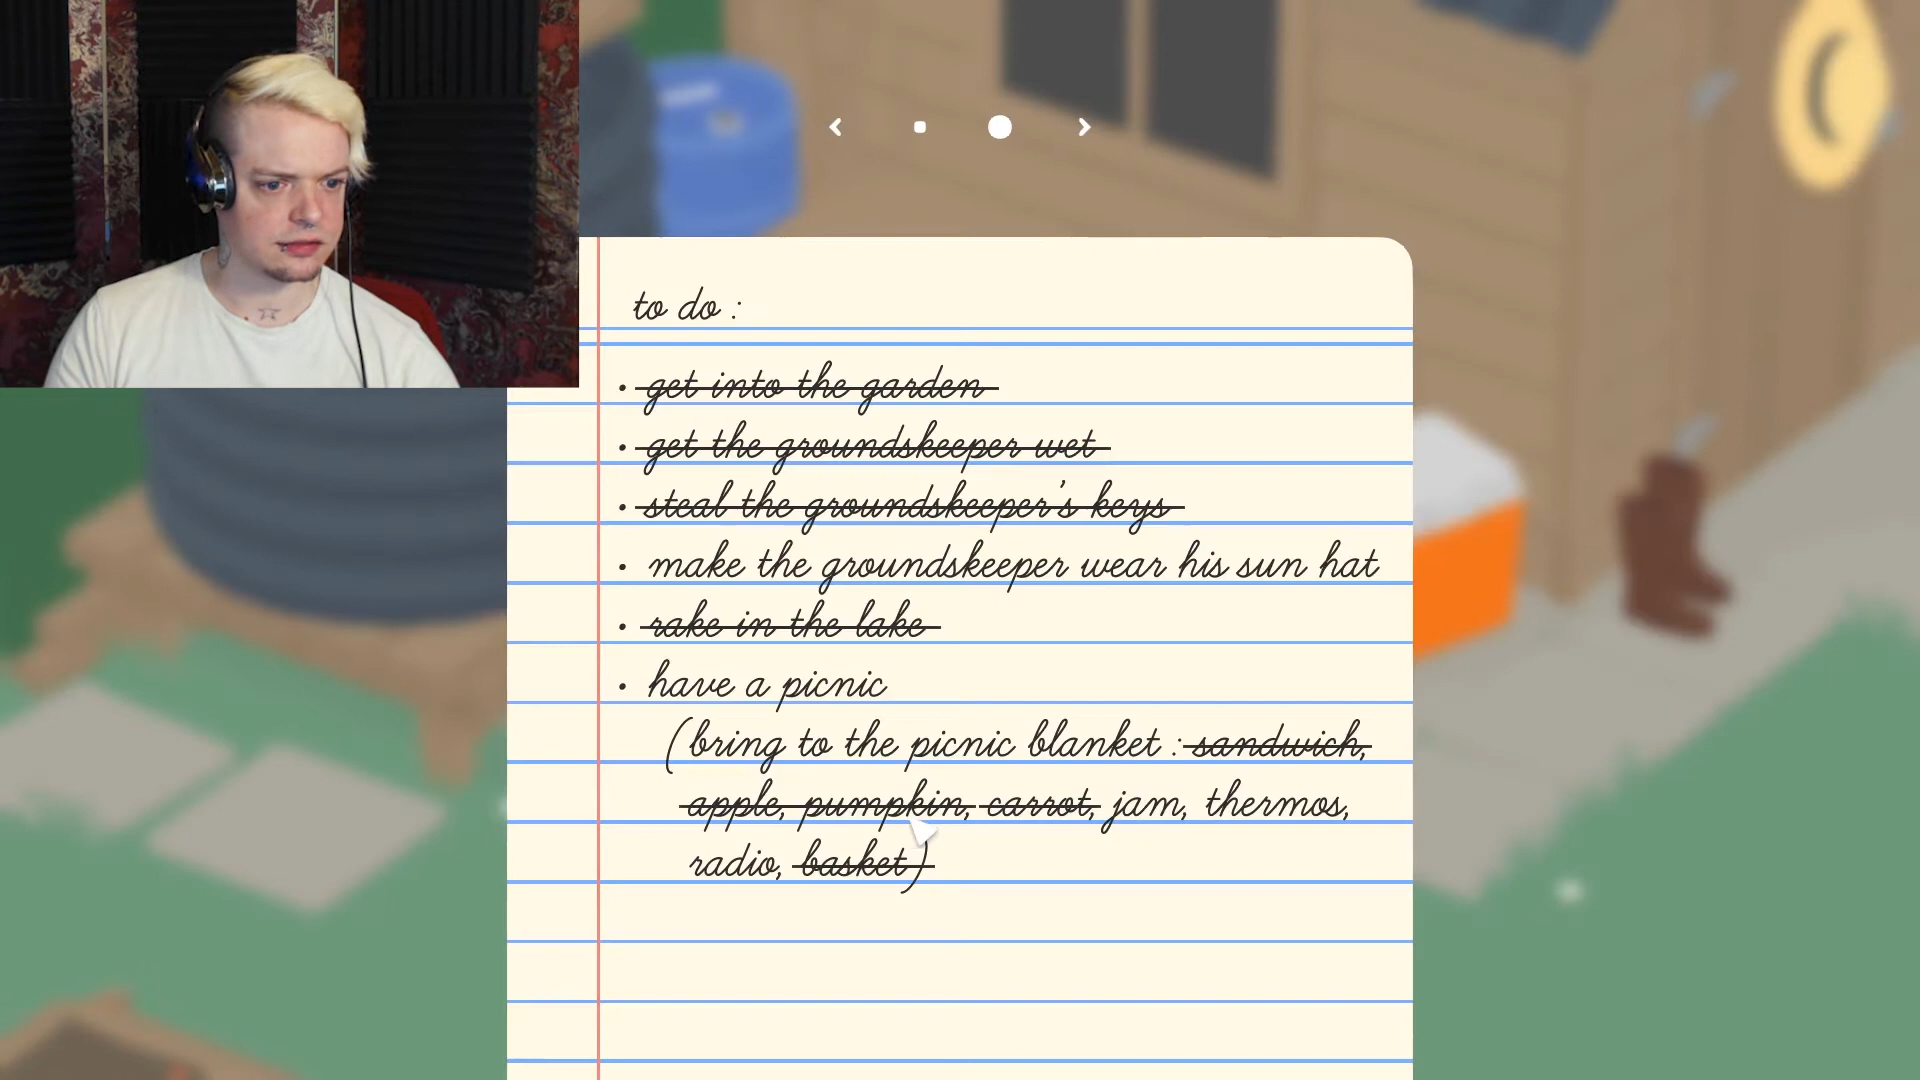 to do :
• get into the garden
• get the groundskeeper wet
• steal the groundskeeper's keys
• make the groundskeeper wear his sun hat
• rake in the lake
• have a picnic
(bring to the picnic blanket : sandwich,
apple, pumpkin, carrot, jam, thermos,
radio, basket)